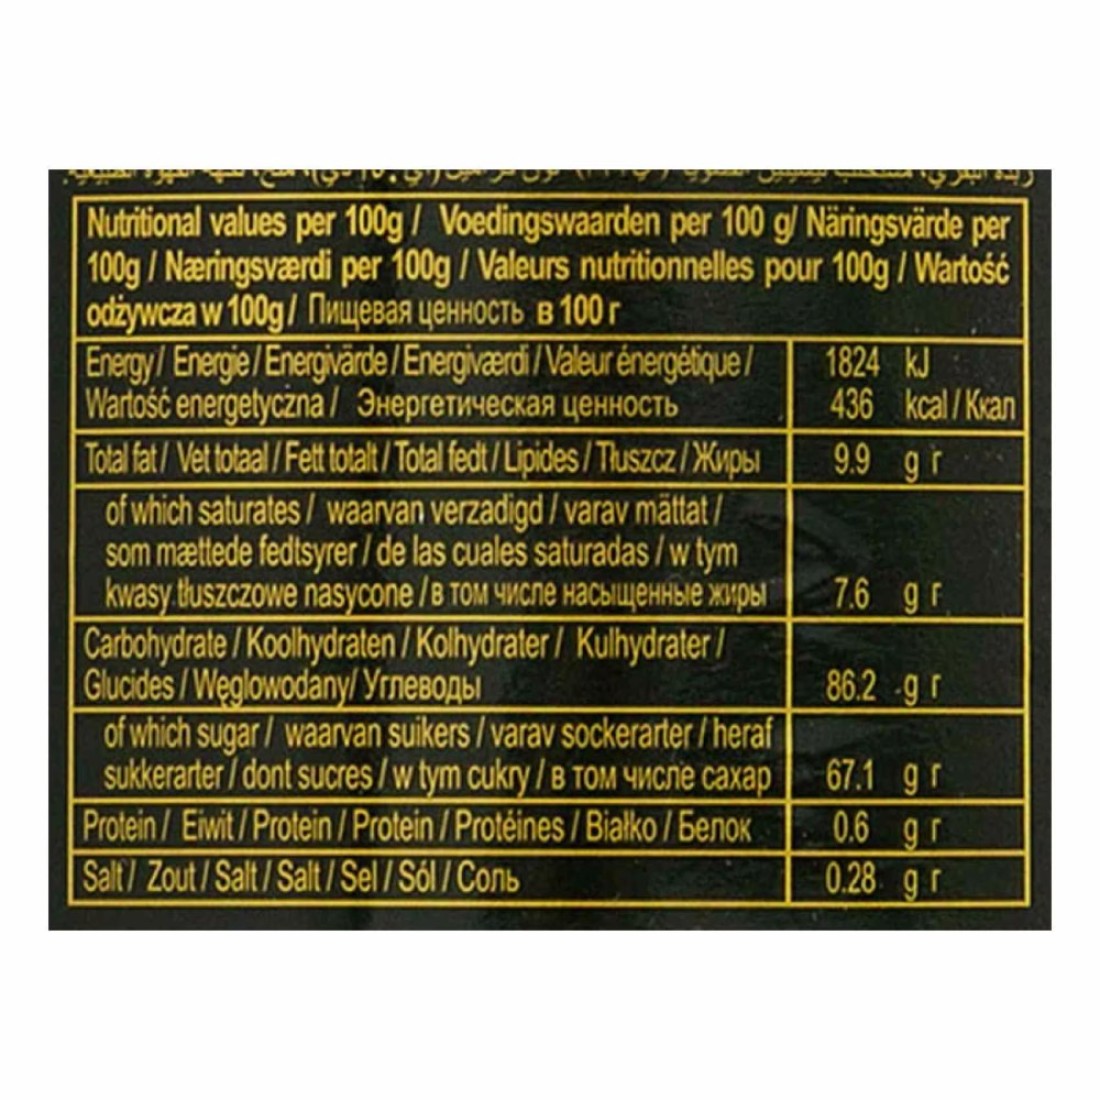 Nutritional values per 100g / Voedingswaarden per 100 g/ Näringsvärde per
100g / Næringsværdi per 100g / Valeurs nutritionnelles pour 100g / Wartość
odżywcza w 100g / Пищевая ценность в 100 г
Energy / Energie / Energivärde / Energiværdi / Valeur énergétique / 1824 kJ
Wartość energetyczna / Энергетическая ценность 436 kcal / Ккал
Total fat / Vet totaal / Fett totalt / Total fedt / Lipides / Tłuszcz / Жиры 9.9 g г
of which saturates / waarvan verzadigd / varav mättat /
som mættede fedtsyrer / de las cuales saturadas / w tym
kwasy tłuszczowe nasycone / в том числе насыщенные жиры 7.6 g г
Carbohydrate / Koolhydraten / Kolhydrater / Kulhydrater /
Glucides / Węglowodany/ Углеводы 86.2 g г
of which sugar / waarvan suikers / varav sockerarter / heraf
sukkerarter / dont sucres / w tym cukry / в том числе сахар 67.1 g г
Protein / Eiwit / Protein / Protein / Protéines / Białko / Белок 0.6 g г
Salt / Zout / Salt / Salt / Sel / Sól / Соль 0.28 g г